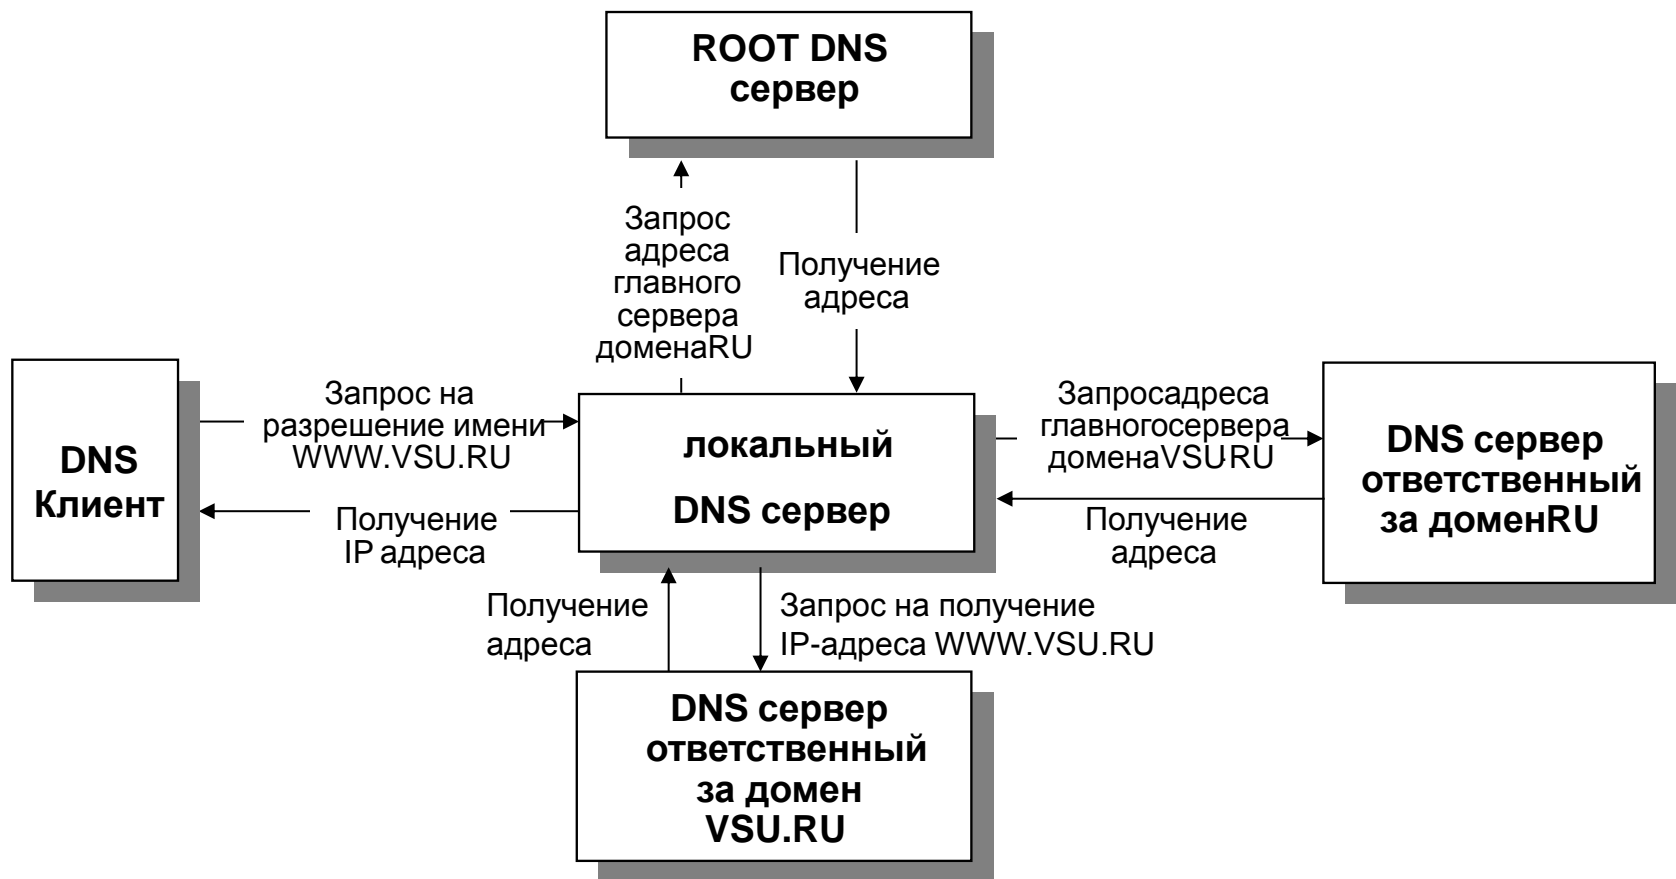 ROOT DNS
сервер
Запрос
адреса
главного
сервера
доменаRU
Получение
адреса
DNS
Клиент
Запрос на
разрешение имени
WWW.VSU.RU
Получение
IP адреса
локальный
DNS сервер
Запросадреса
главногосервера
доменаVSU.RU
Получение
адреса
DNS сервер
ответственный
за доменRU
Получение
адреса
Запрос на получение
IP-адреса WWW.VSU.RU
DNS сервер
ответственный
за домен
VSU.RU